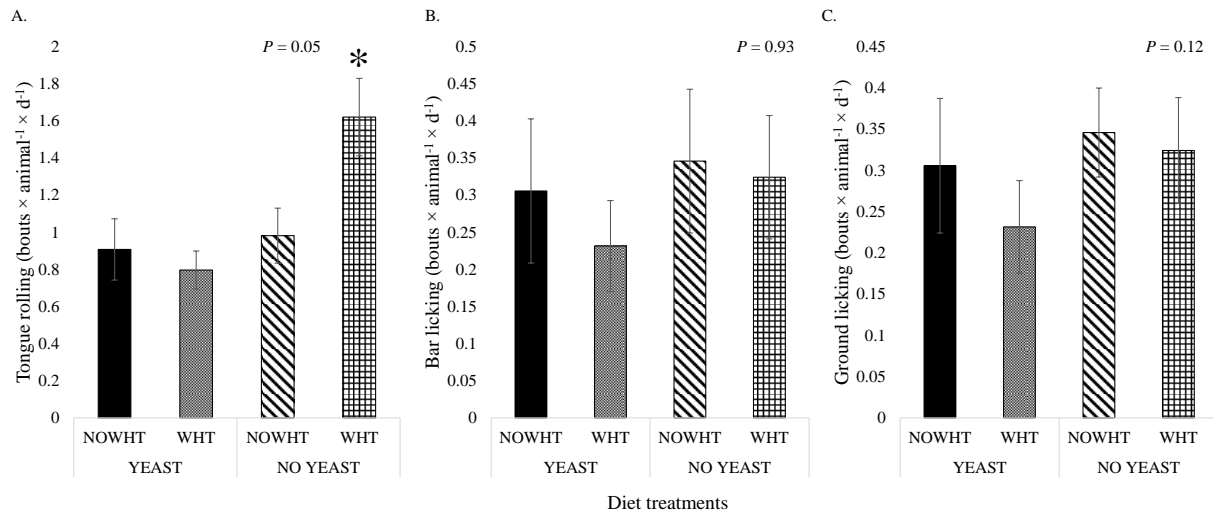 A.
P = 0.05
*
Tongue rolling (bouts × animal⁻¹ × d⁻¹)
2
1.8
1.6
1.4
1.2
1
0.8
0.6
0.4
0.2
0
NOWHT WHT NOWHT WHT
YEAST NO YEAST
B.
P = 0.93
Bar licking (bouts × animal⁻¹ × d⁻¹)
0.5
0.45
0.4
0.35
0.3
0.25
0.2
0.15
0.1
0.05
0
NOWHT WHT NOWHT WHT
YEAST NO YEAST
C.
P = 0.12
Ground licking (bouts × animal⁻¹ × d⁻¹)
0.45
0.4
0.35
0.3
0.25
0.2
0.15
0.1
0.05
0
NOWHT WHT NOWHT WHT
YEAST NO YEAST
Diet treatments